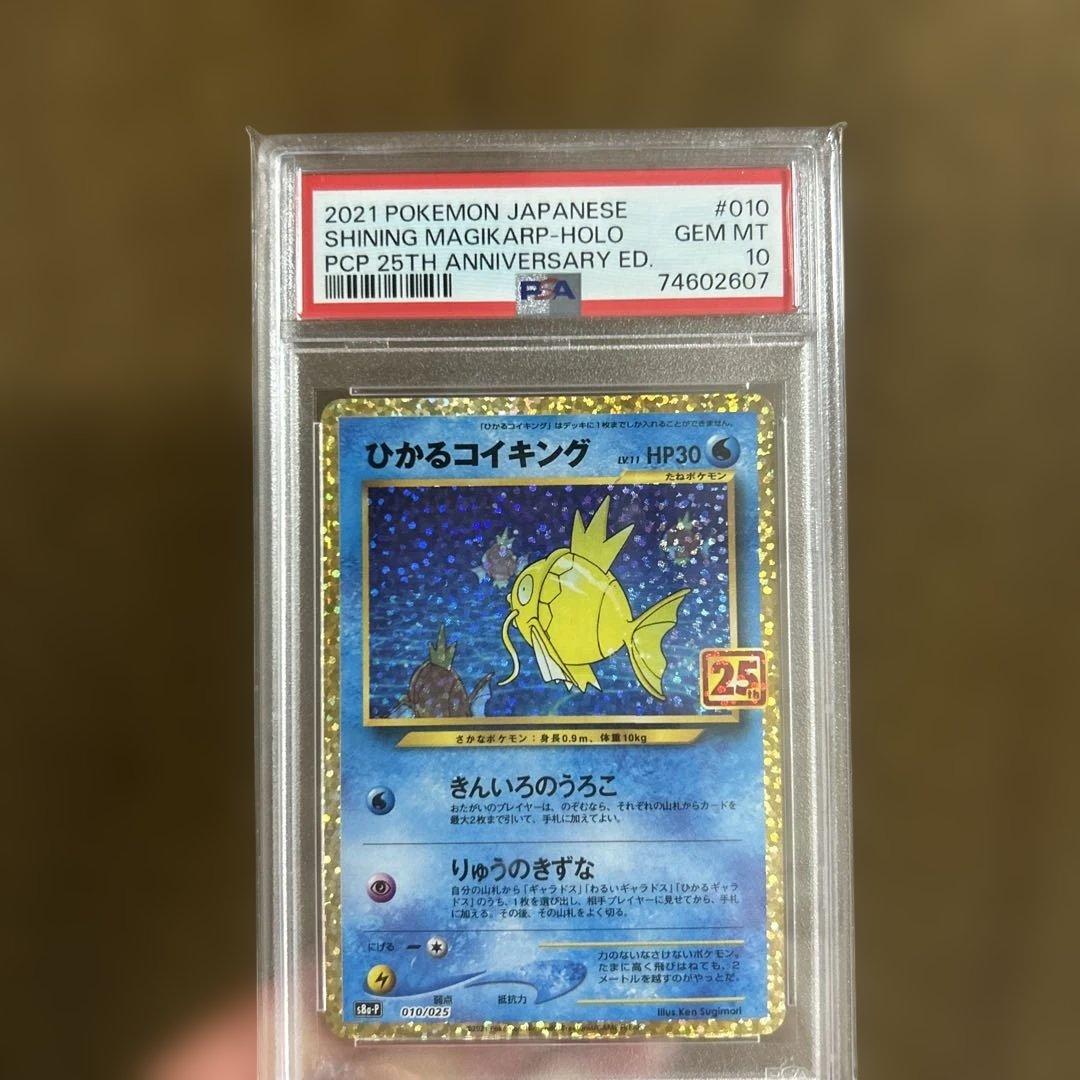 2021 POKEMON JAPANESE #010
SHINING MAGIKARP-HOLO GEM MT
PCP 25TH ANNIVERSARY ED. 10
PSA 74602607
「ひかるコイキング」はデッキに1枚までしか入れることができません。
ひかるコイキング LV.11 HP30
たねポケモン
25th
さかなポケモン：身長0.9m、体重10kg
きんいろのうろこ
おたがいのプレイヤーは、のぞむなら、それぞれの山札からカードを
最大2枚まで引いて、手札に加えてよい。
りゅうのきずな
自分の山札から「ギャラドス」「わるいギャラドス」「ひかるギャラ
ドス」のうち、1枚を選び出し、相手プレイヤーに見せてから、手札
に加える。その後、その山札をよく切る。
にげる
力のないなさけないポケモン。
たまに高く飛びはねても、2
メートルを越すのがやっとだ。
弱点 抵抗力
s8a-P 010/025 Illus.Ken Sugimori
PSA